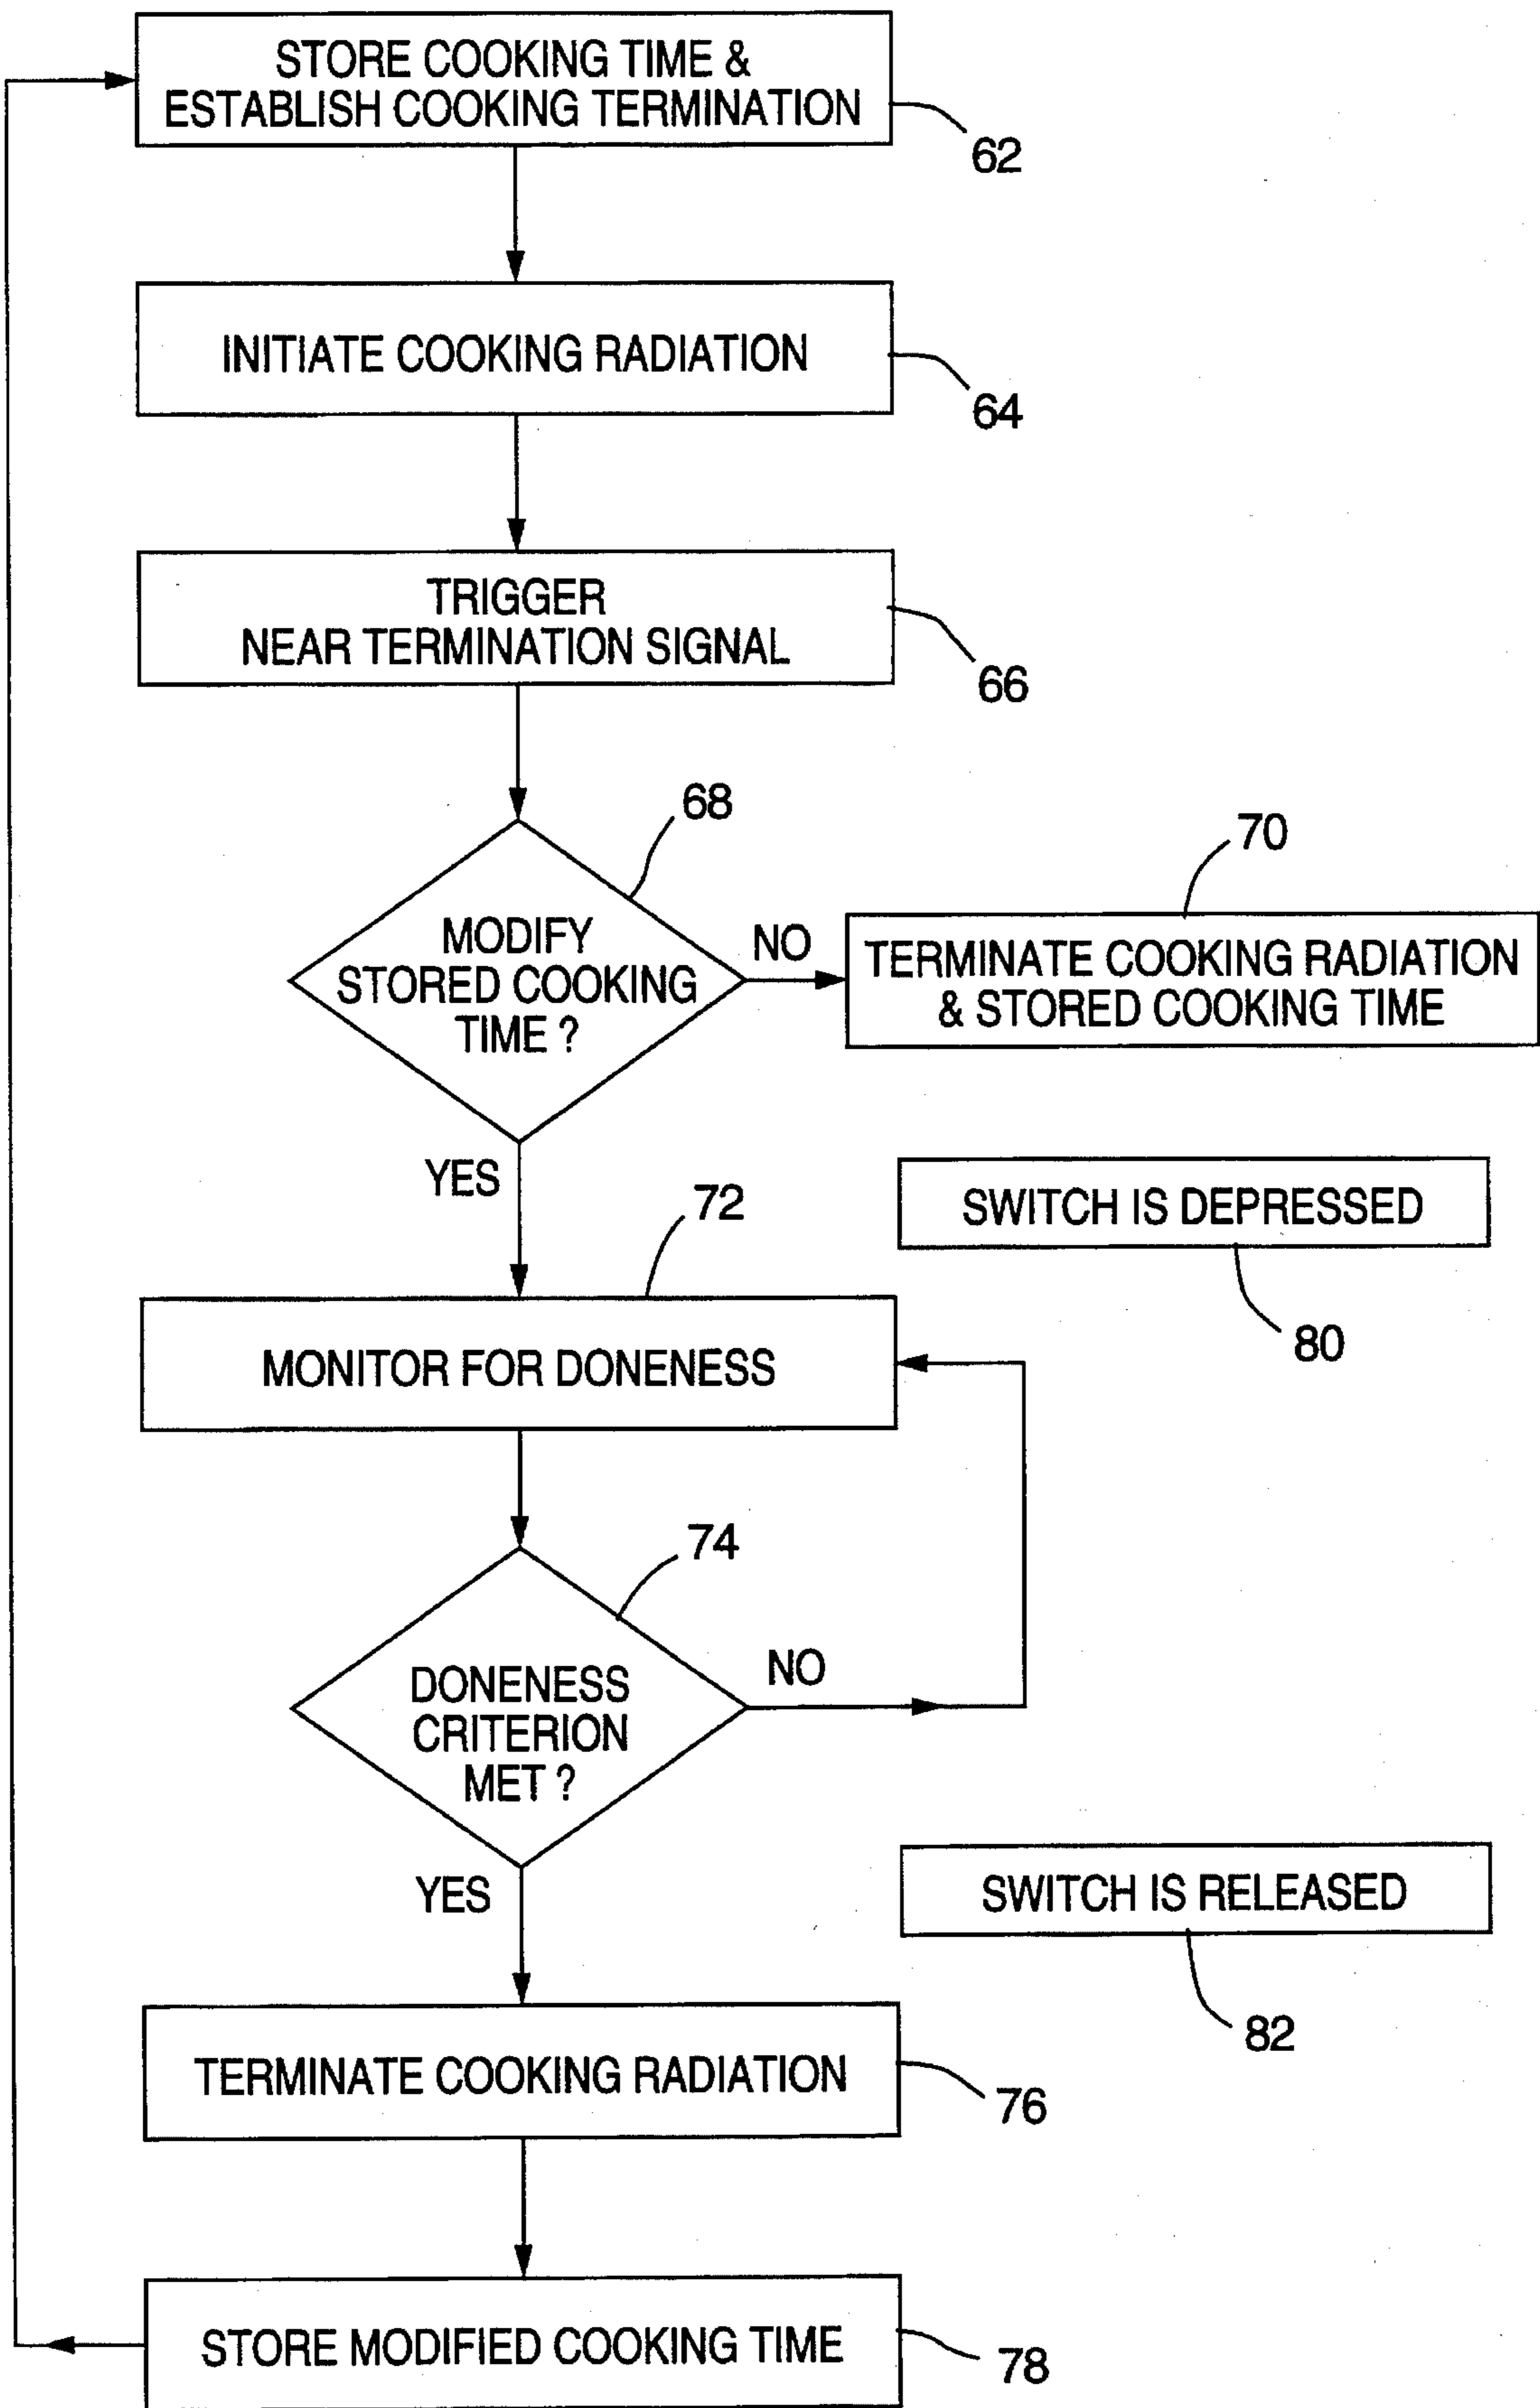 STORE COOKING TIME &
ESTABLISH COOKING TERMINATION
62
INITIATE COOKING RADIATION
64
TRIGGER
NEAR TERMINATION SIGNAL
66
68
MODIFY
STORED COOKING
TIME ?
NO
70
TERMINATE COOKING RADIATION
& STORED COOKING TIME
YES
SWITCH IS DEPRESSED
80
72
MONITOR FOR DONENESS
74
DONENESS
CRITERION
MET ?
NO
YES
SWITCH IS RELEASED
82
TERMINATE COOKING RADIATION
76
STORE MODIFIED COOKING TIME
78